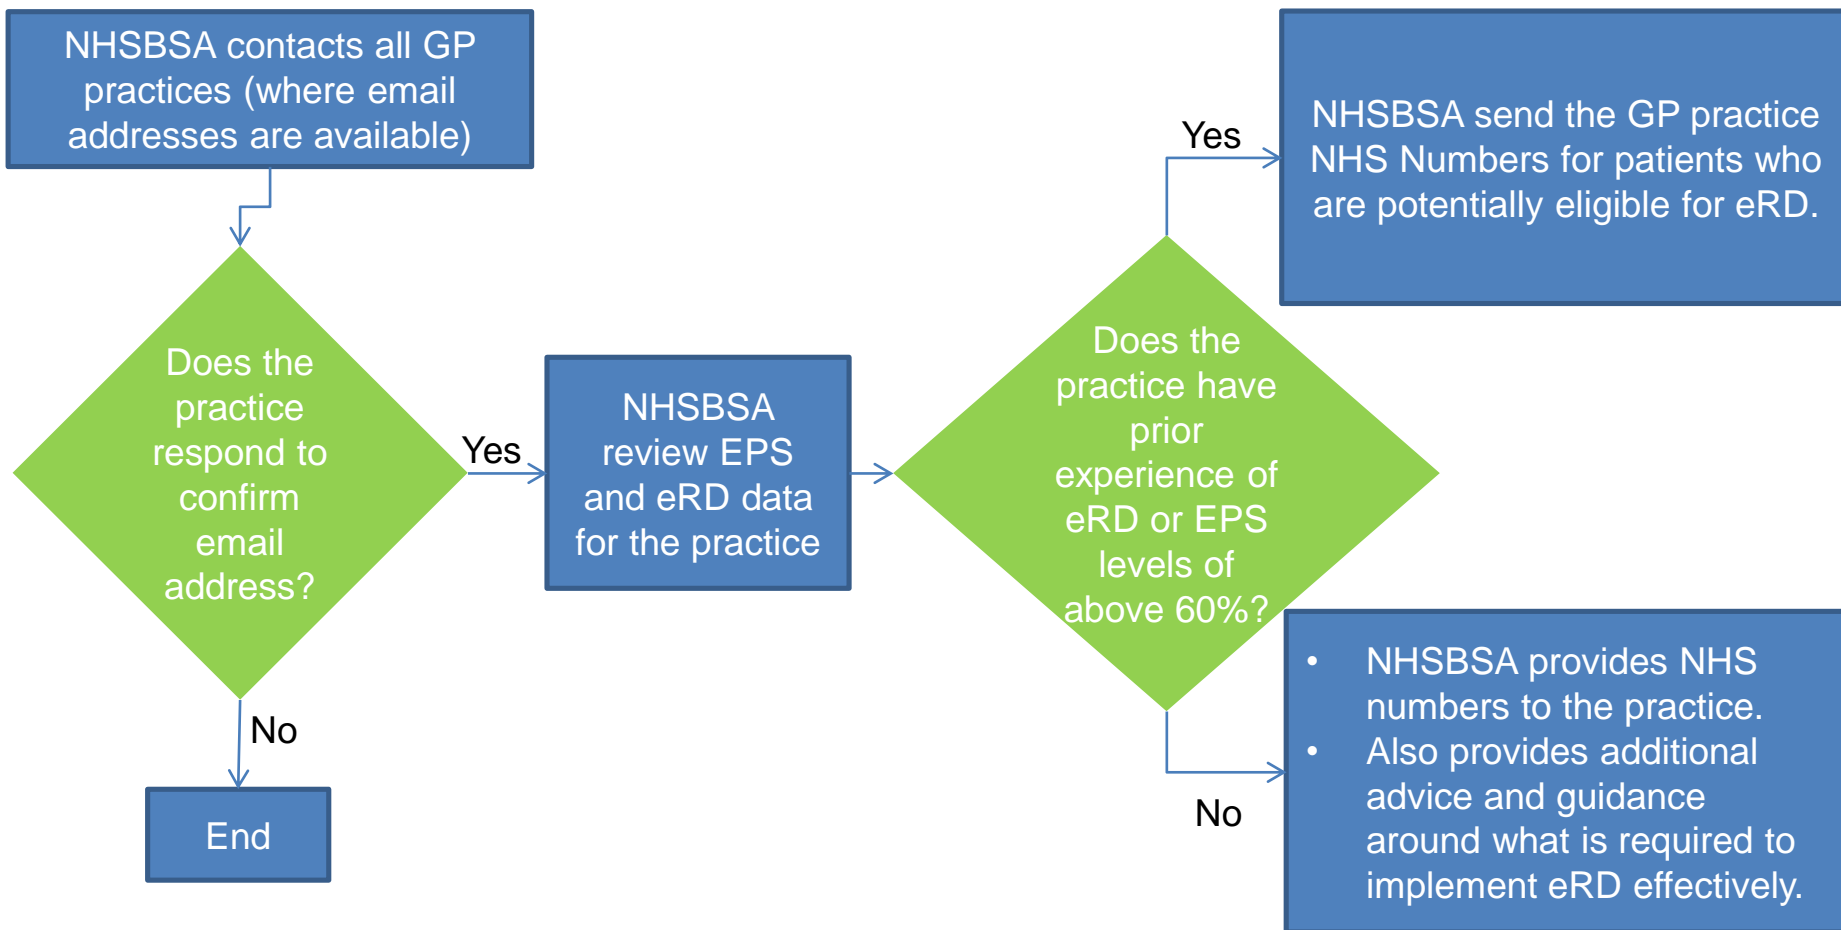 NHSBSA contacts all GP
practices (where email
addresses are available)
Does the
practice
respond to
confirm
email
address?
Yes
No
End
NHSBSA
review EPS
and eRD data
for the practice
Does the
practice have
prior
experience of
eRD or EPS
levels of
above 60%?
Yes
NHSBSA send the GP practice
NHS Numbers for patients who
are potentially eligible for eRD.
No
• NHSBSA provides NHS
numbers to the practice.
• Also provides additional
advice and guidance
around what is required to
implement eRD effectively.